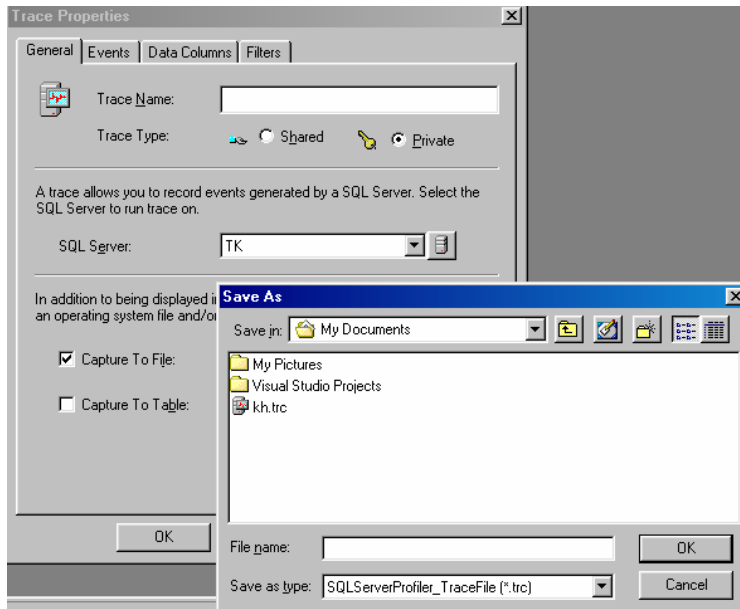 Trace Properties
General Events Data Columns Filters
Trace Name:
Trace Type: Shared Private
A trace allows you to record events generated by a SQL Server. Select the
SQL Server to run trace on.
SQL Server: TK
In addition to being displayed i
an operating system file and/o
Capture To File:
Capture To Table:
OK
Save As
Save in: My Documents
My Pictures
Visual Studio Projects
kh.trc
File name: OK
Save as type: SQLServerProfiler_TraceFile (*.trc) Cancel